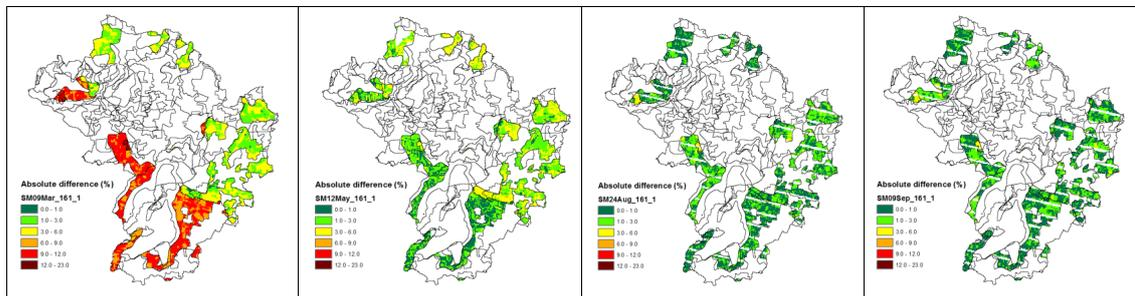 Absolute difference (%)
SM09Mar_161_1
0.0 - 1.0
1.0 - 3.0
3.0 - 6.0
6.0 - 9.0
9.0 - 12.0
12.0 - 23.0
Absolute difference (%)
SM12May_161_1
0.0 - 1.0
1.0 - 3.0
3.0 - 6.0
6.0 - 9.0
9.0 - 12.0
12.0 - 23.0
Absolute difference (%)
SM24Aug_161_1
0.0 - 1.0
1.0 - 3.0
3.0 - 6.0
6.0 - 9.0
9.0 - 12.0
12.0 - 23.0
Absolute difference (%)
SM09Sep_161_1
0.0 - 1.0
1.0 - 3.0
3.0 - 6.0
6.0 - 9.0
9.0 - 12.0
12.0 - 23.0